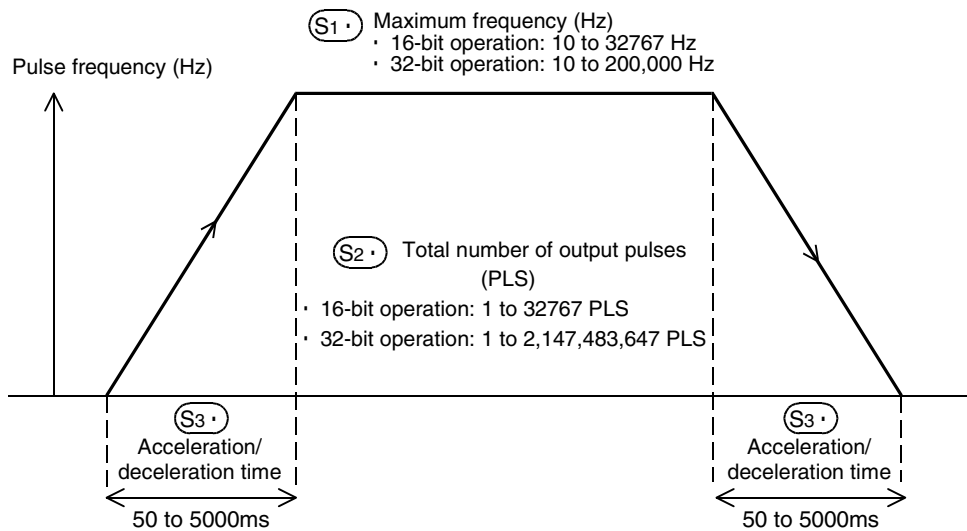 S1 · Maximum frequency (Hz)
· 16-bit operation: 10 to 32767 Hz
· 32-bit operation: 10 to 200,000 Hz
Pulse frequency (Hz)
S2 · Total number of output pulses
(PLS)
· 16-bit operation: 1 to 32767 PLS
· 32-bit operation: 1 to 2,147,483,647 PLS
S3 ·
Acceleration/
deceleration time
50 to 5000ms
S3 ·
Acceleration/
deceleration time
50 to 5000ms